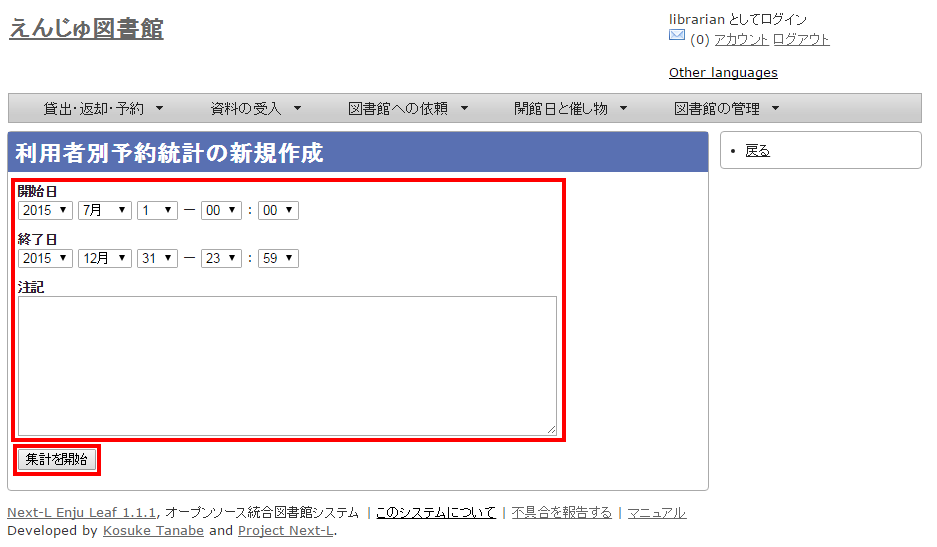 えんじゅ図書館
librarian としてログイン
(0) アカウント ログアウト
Other languages
貸出・返却・予約 ▼ 資料の受入 ▼ 図書館への依頼 ▼ 開館日と催し物 ▼ 図書館の管理 ▼
利用者別予約統計の新規作成
• 戻る
開始日
2015 ▼ 7月 ▼ 1 ▼ — 00 ▼ : 00 ▼
終了日
2015 ▼ 12月 ▼ 31 ▼ — 23 ▼ : 59 ▼
注記
集計を開始
Next-L Enju Leaf 1.1.1, オープンソース統合図書館システム | このシステムについて | 不具合を報告する | マニュアル
Developed by Kosuke Tanabe and Project Next-L.